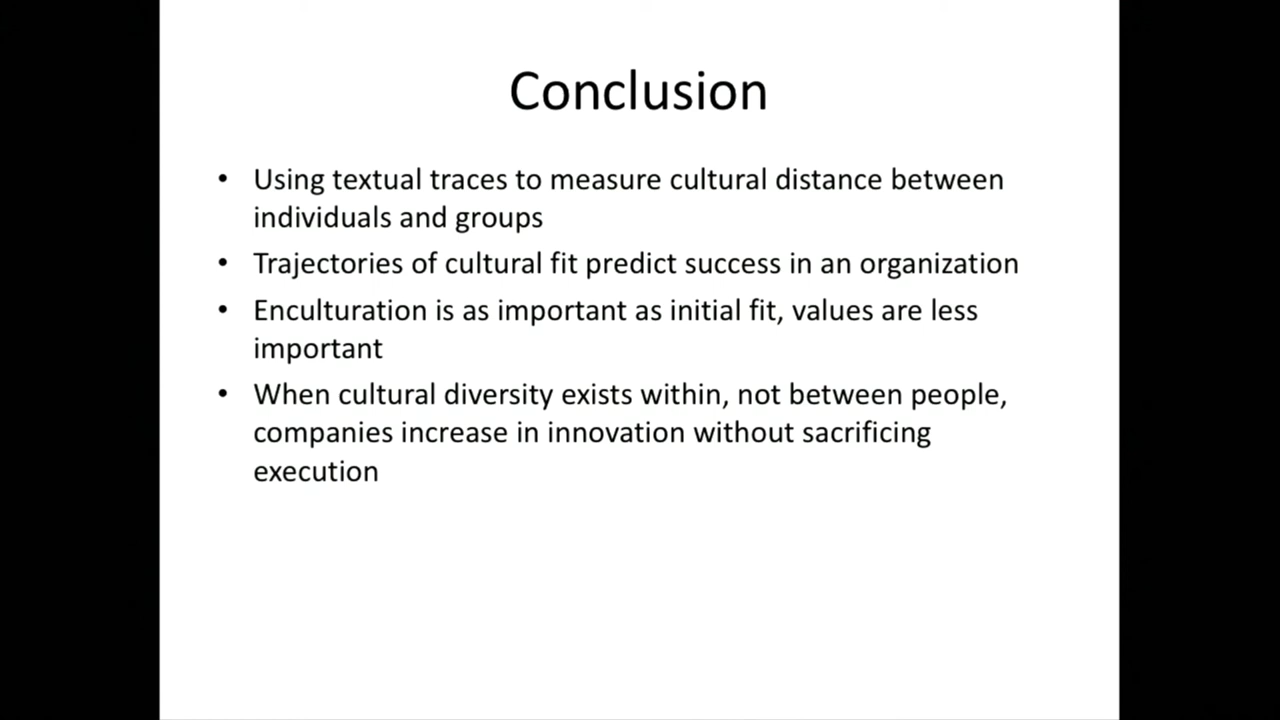 Conclusion
• Using textual traces to measure cultural distance between
individuals and groups
• Trajectories of cultural fit predict success in an organization
• Enculturation is as important as initial fit, values are less
important
• When cultural diversity exists within, not between people,
companies increase in innovation without sacrificing
execution